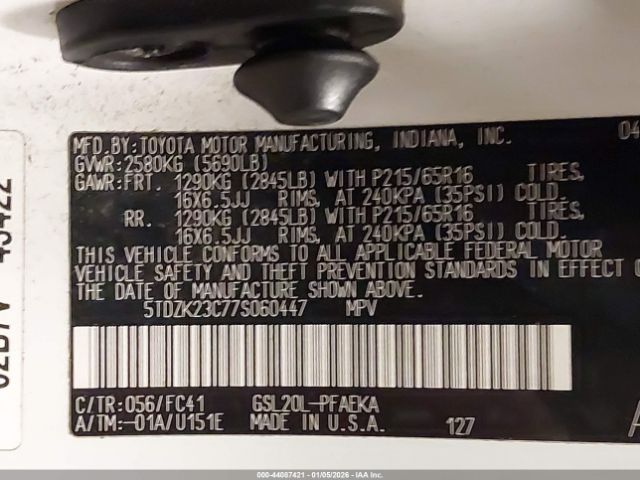 MFD.BY:TOYOTA MOTOR MANUFACTURING, INDIANA, INC. 04
GVWR:2580KG (5690LB)
GAWR:FRT. 1290KG (2845LB) WITH P215/65R16 TIRES,
16X6.5JJ RIMS, AT 240KPA (35PSI) COLD.
RR. 1290KG (2845LB) WITH P215/65R16 TIRES,
16X6.5JJ RIMS, AT 240KPA (35PSI) COLD.
THIS VEHICLE CONFORMS TO ALL APPLICABLE FEDERAL MOTOR
VEHICLE SAFETY AND THEFT PREVENTION STANDARDS IN EFFECT O
THE DATE OF MANUFACTURE SHOWN ABOVE.
5TDZK23C77S060447 MPV
C/TR:056/FC41 GSL20L-PFAEKA
A/TM:-01A/U151E MADE IN U.S.A. 127
000-44087421 - 01/05/2026 - IAAI